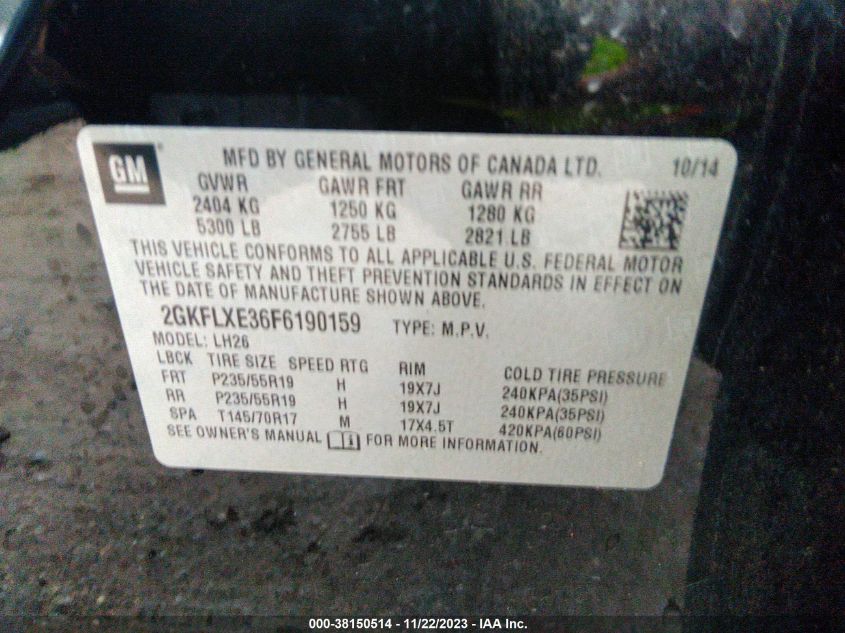 GM MFD BY GENERAL MOTORS OF CANADA LTD. 10/14
GVWR GAWR FRT GAWR RR
2404 KG 1250 KG 1280 KG
5300 LB 2755 LB 2821 LB
THIS VEHICLE CONFORMS TO ALL APPLICABLE U.S. FEDERAL MOTOR
VEHICLE SAFETY AND THEFT PREVENTION STANDARDS IN EFFECT ON
THE DATE OF MANUFACTURE SHOWN ABOVE.
2GKFLXE36F6190159 TYPE: M.P.V.
MODEL: LH26
LBCK TIRE SIZE SPEED RTG RIM COLD TIRE PRESSURE
FRT P235/55R19 H 19X7J 240KPA(35PSI)
RR P235/55R19 H 19X7J 240KPA(35PSI)
SPA T145/70R17 M 17X4.5T 420KPA(60PSI)
SEE OWNER'S MANUAL FOR MORE INFORMATION.
000-38150514 - 11/22/2023 - IAA Inc.